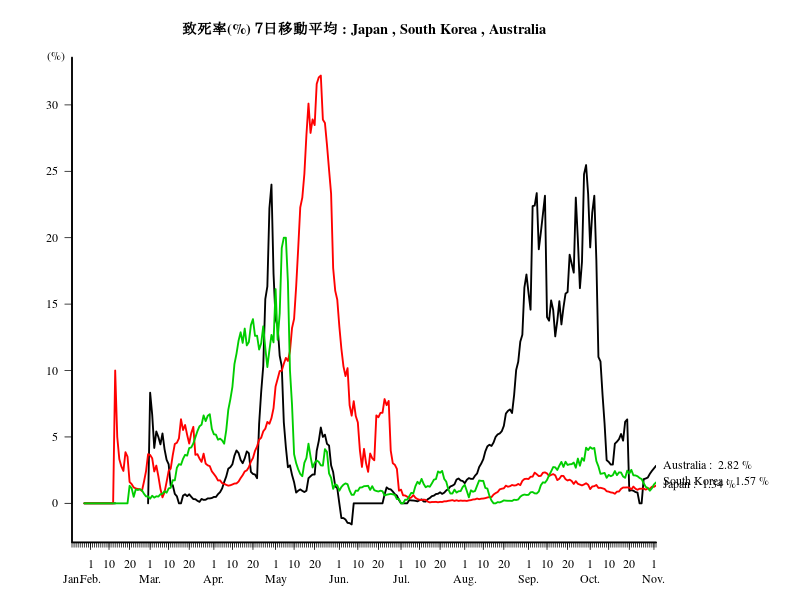 致死率(%) 7日移動平均 : Japan , South Korea , Australia
(%)
30
25
20
15
10
5
0
Australia : 2.82 %
South Korea : 1.57 %
Japan : 1.34 %
1 10 20 1 10 20 1 10 20 1 10 20 1 10 20 1 10 20 1 10 20 1 10 20 1 10 20 1
Jan. Feb. Mar. Apr. May Jun. Jul. Aug. Sep. Oct. Nov.